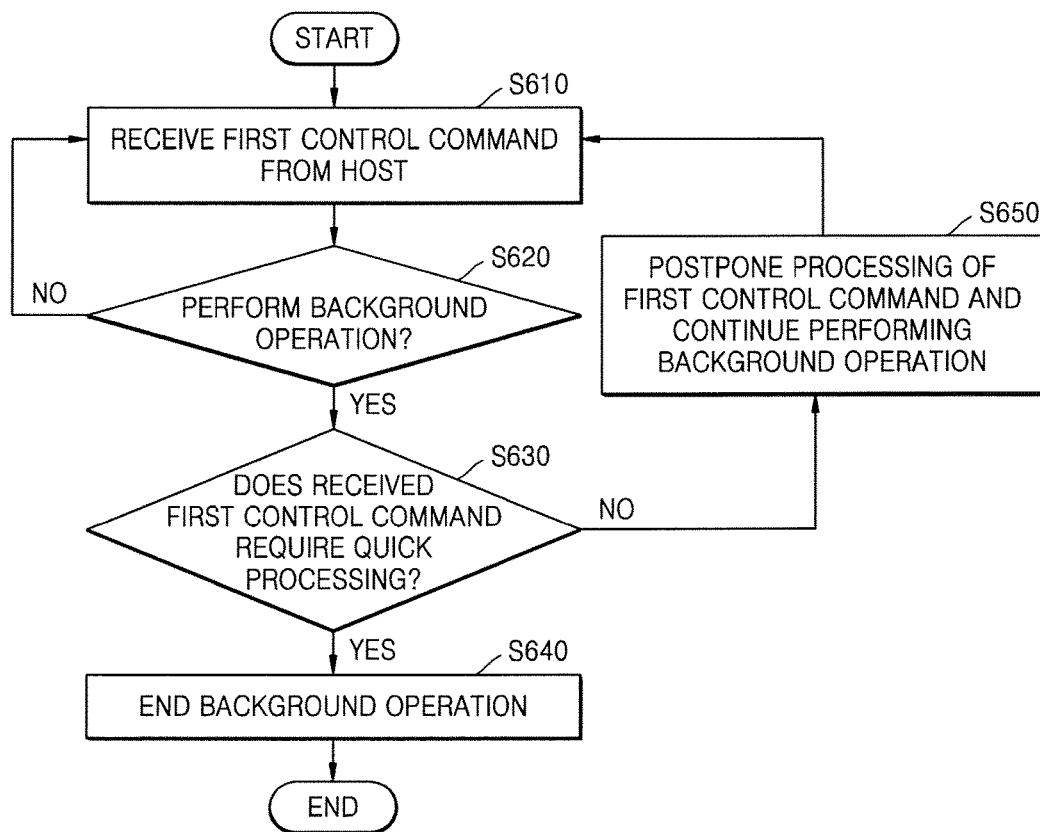 START
S610
RECEIVE FIRST CONTROL COMMAND
FROM HOST
S620
NO
PERFORM BACKGROUND
OPERATION?
YES
S650
POSTPONE PROCESSING OF
FIRST CONTROL COMMAND AND
CONTINUE PERFORMING
BACKGROUND OPERATION
S630
DOES RECEIVED
FIRST CONTROL COMMAND
REQUIRE QUICK
PROCESSING?
NO
YES
S640
END BACKGROUND OPERATION
END